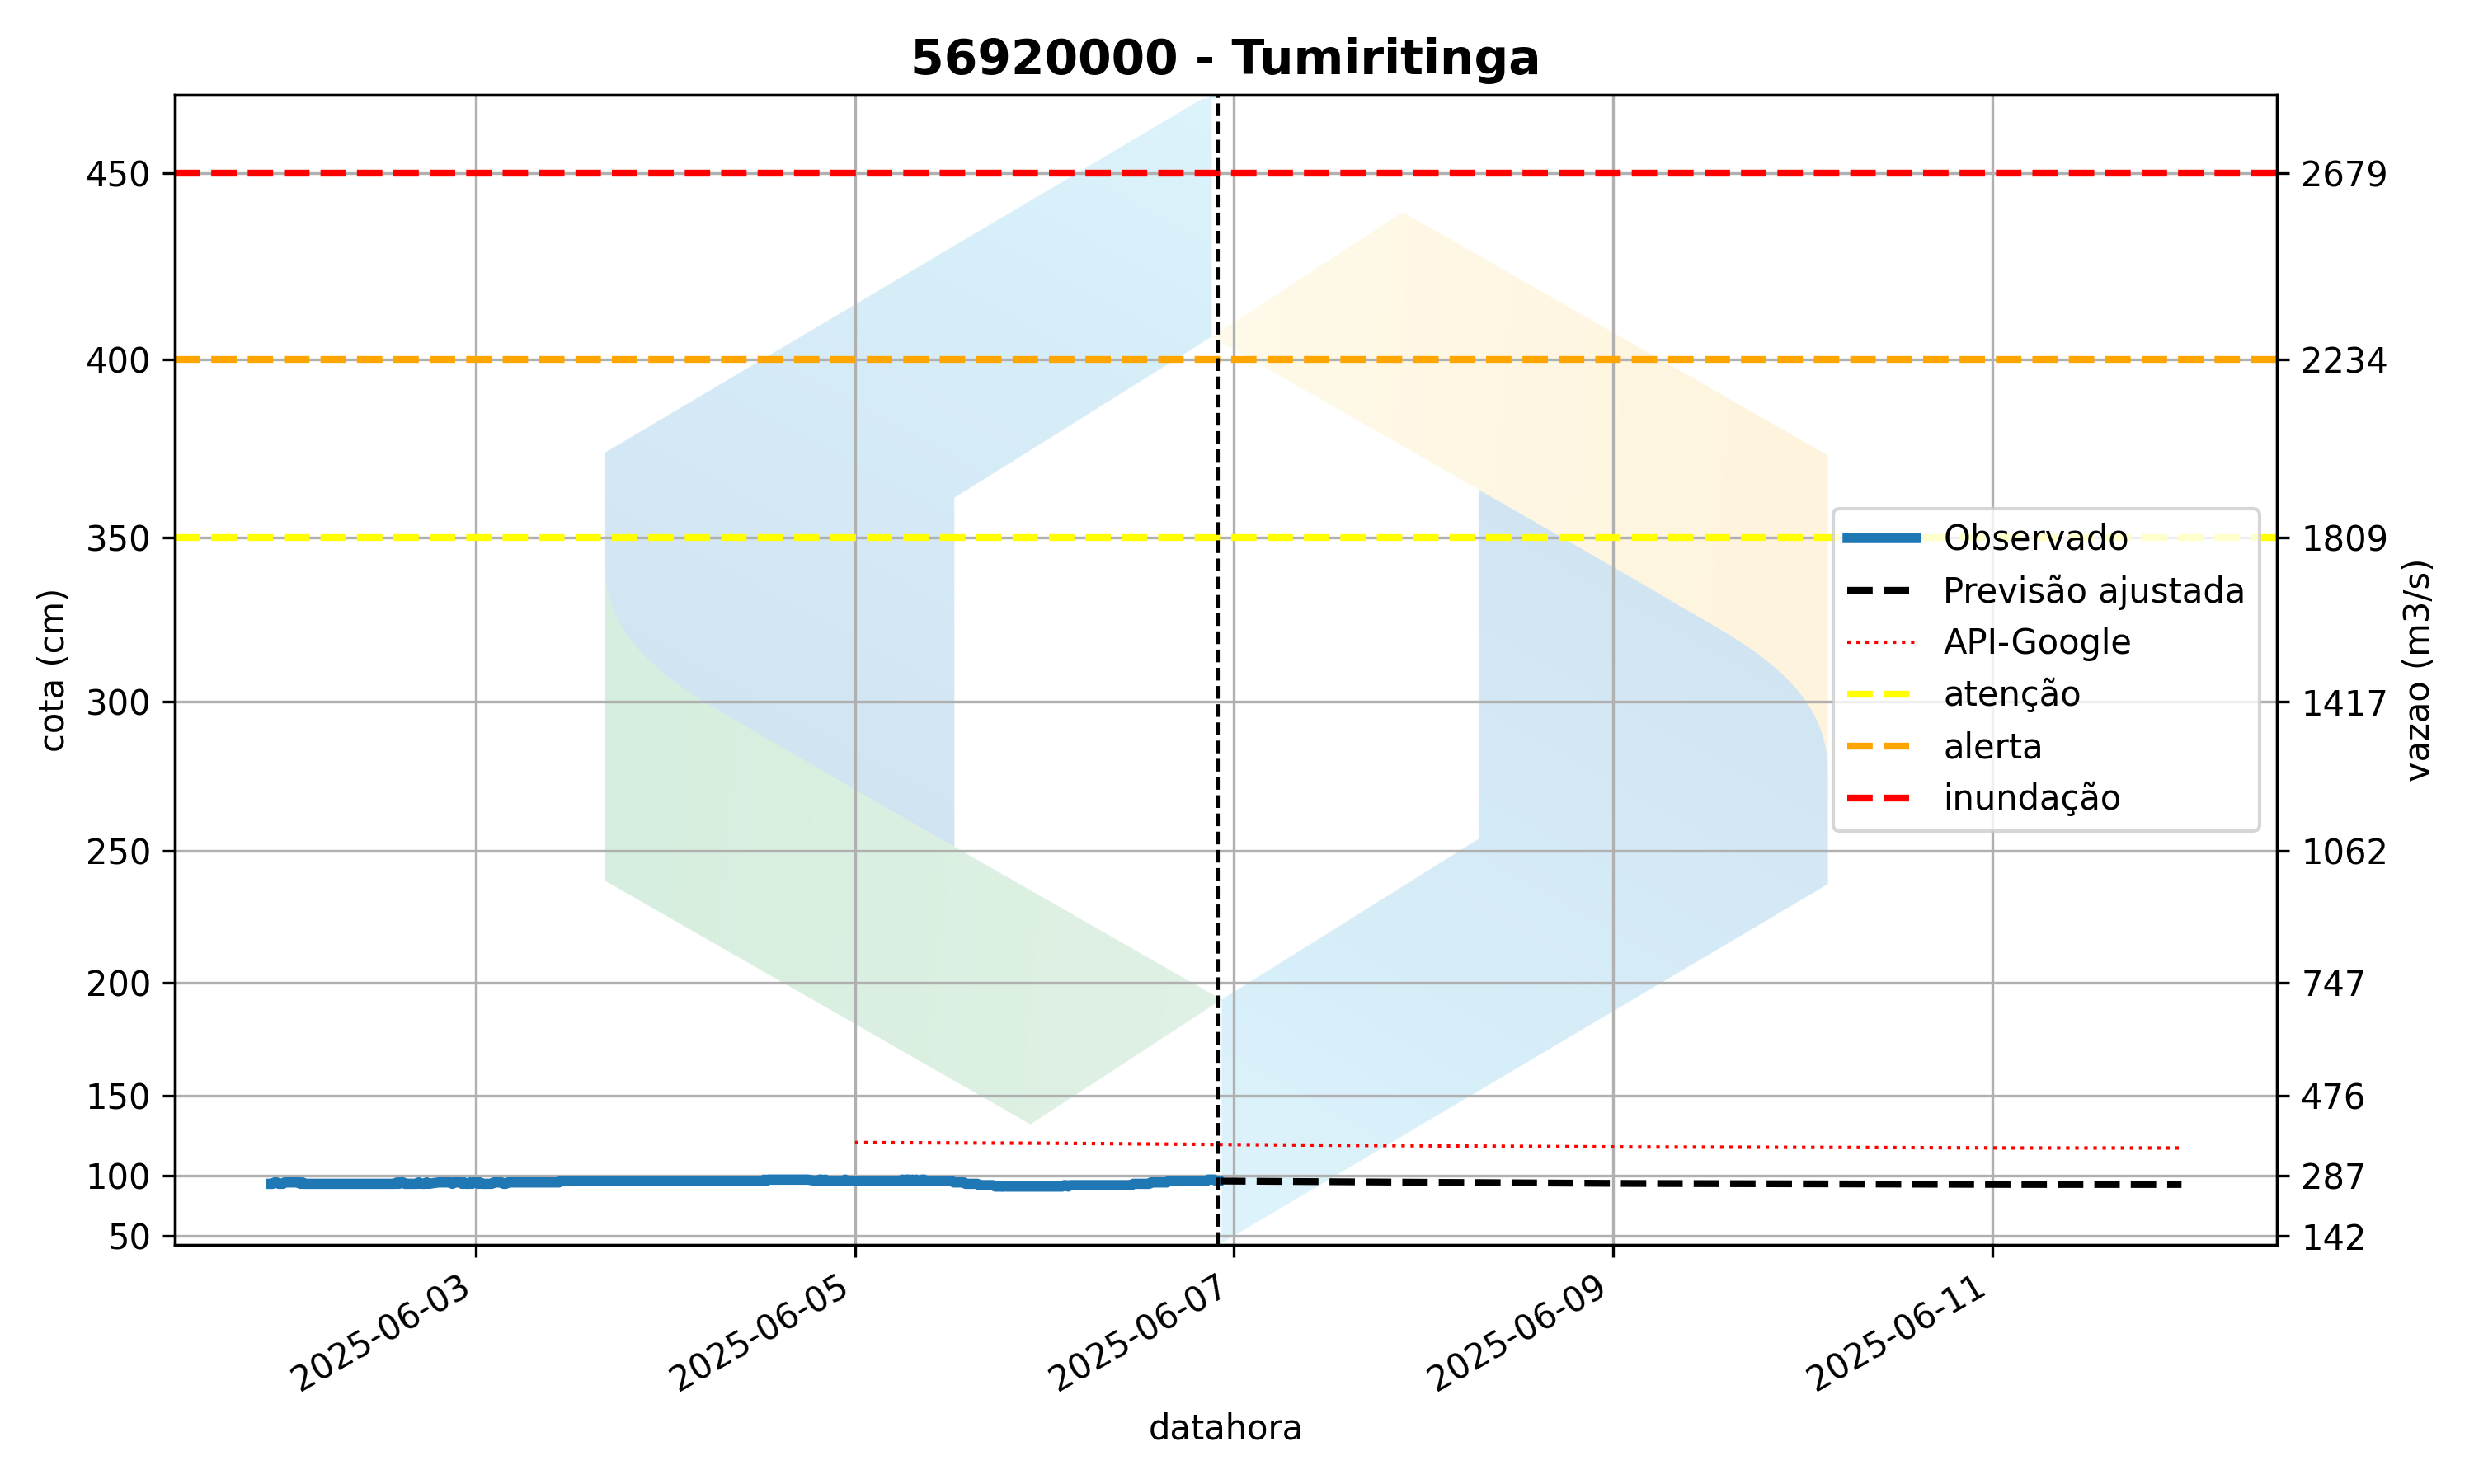 56920000 - Tumiritinga
cota (cm)
450
400
350
300
250
200
150
100
50
2679
2234
1809
1417
1062
747
476
287
142
vazao (m3/s)
Observado
Previsão ajustada
API-Google
atenção
alerta
inundação
2025-06-03
2025-06-05
2025-06-07
2025-06-09
2025-06-11
datahora